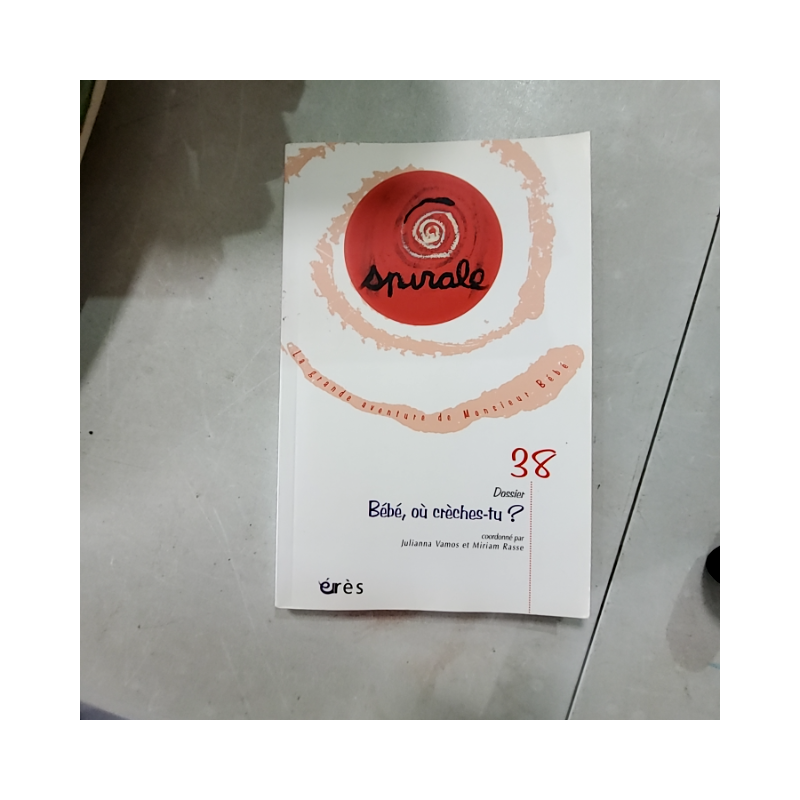 spirale
La grande aventure de Monsieur Bébé
38
Dossier
Bébé, où crèches-tu ?
coordonné par
Julianna Vamos et Miriam Rasse
érès